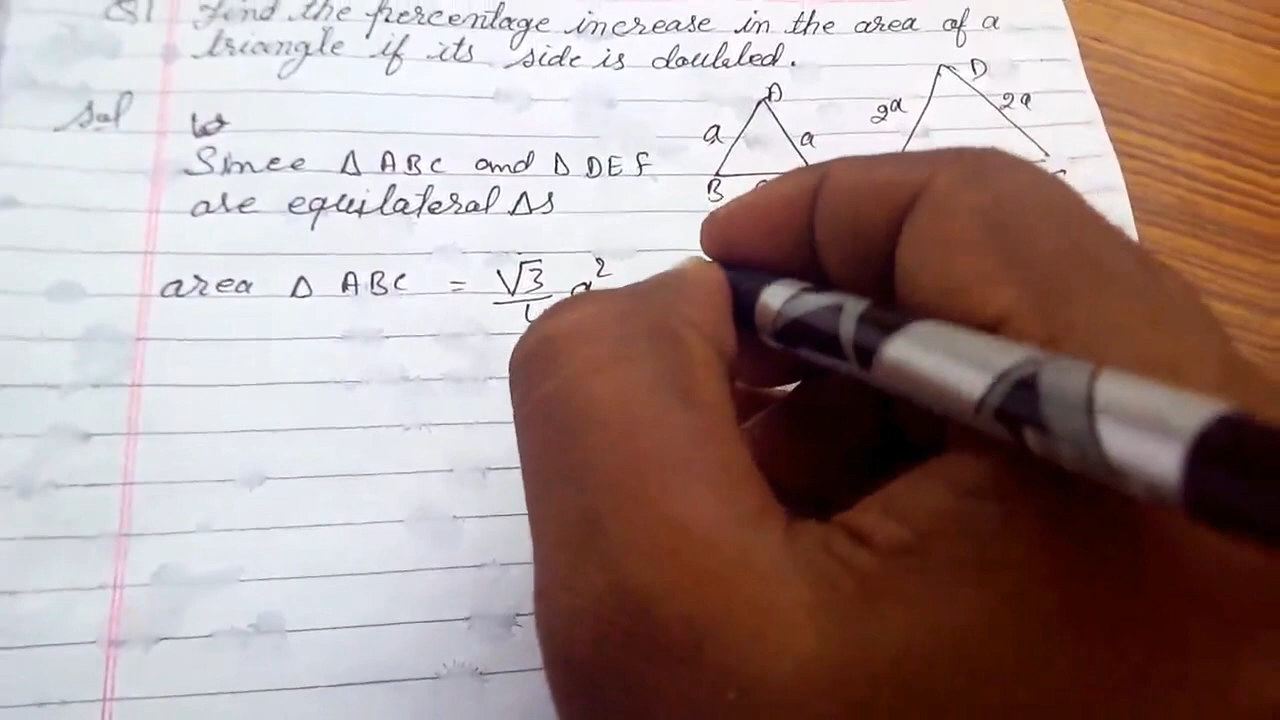 Q1 Find the percentage increase in the area of a
triangle if its side is doubled.
Sol
Since Δ ABC and Δ DEF
are equilateral Δs
area Δ ABC = √3/4 a²
A
a a
B
D
2a 2a